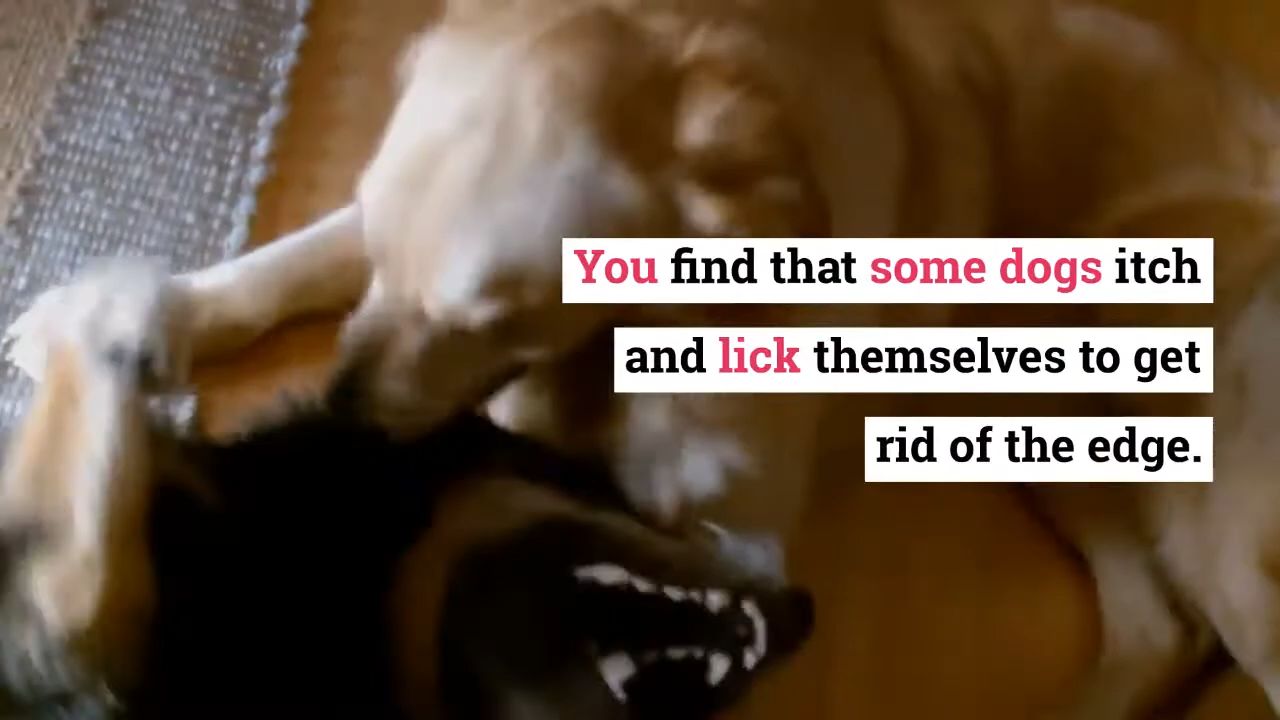 You find that some dogs itch
and lick themselves to get
rid of the edge.